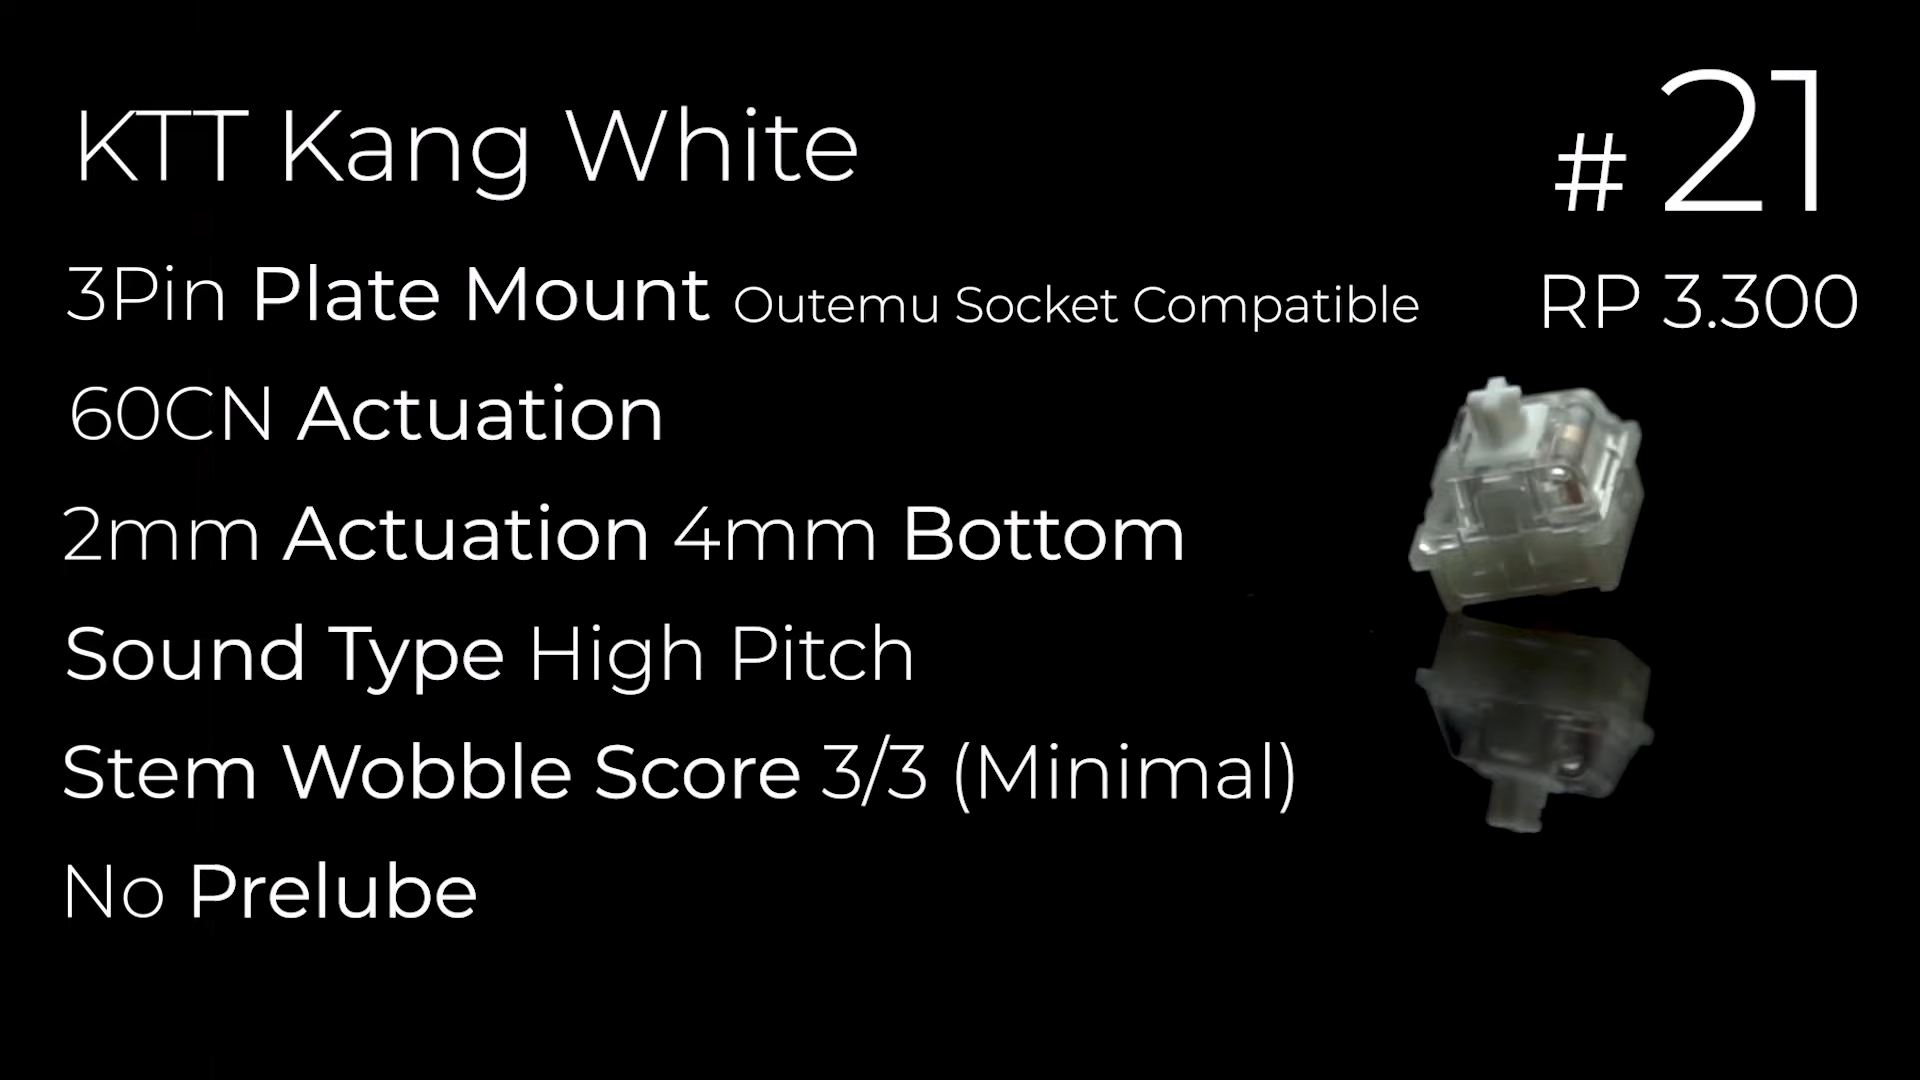 KTT Kang White
# 21
3Pin Plate Mount Outemu Socket Compatible
RP 3.300
60CN Actuation
2mm Actuation 4mm Bottom
Sound Type High Pitch
Stem Wobble Score 3/3 (Minimal)
No Prelube